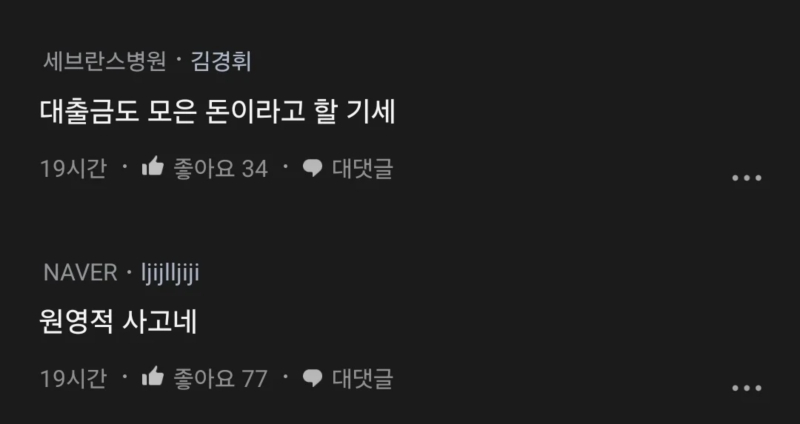 세브란스병원 · 김경휘
대출금도 모은 돈이라고 할 기세
19시간 · 좋아요 34 · 대댓글
NAVER · ljijlljiji
원영적 사고네
19시간 · 좋아요 77 · 대댓글